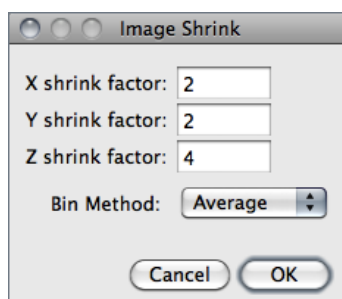 Image Shrink
X shrink factor: 2
Y shrink factor: 2
Z shrink factor: 4
Bin Method: Average
Cancel OK